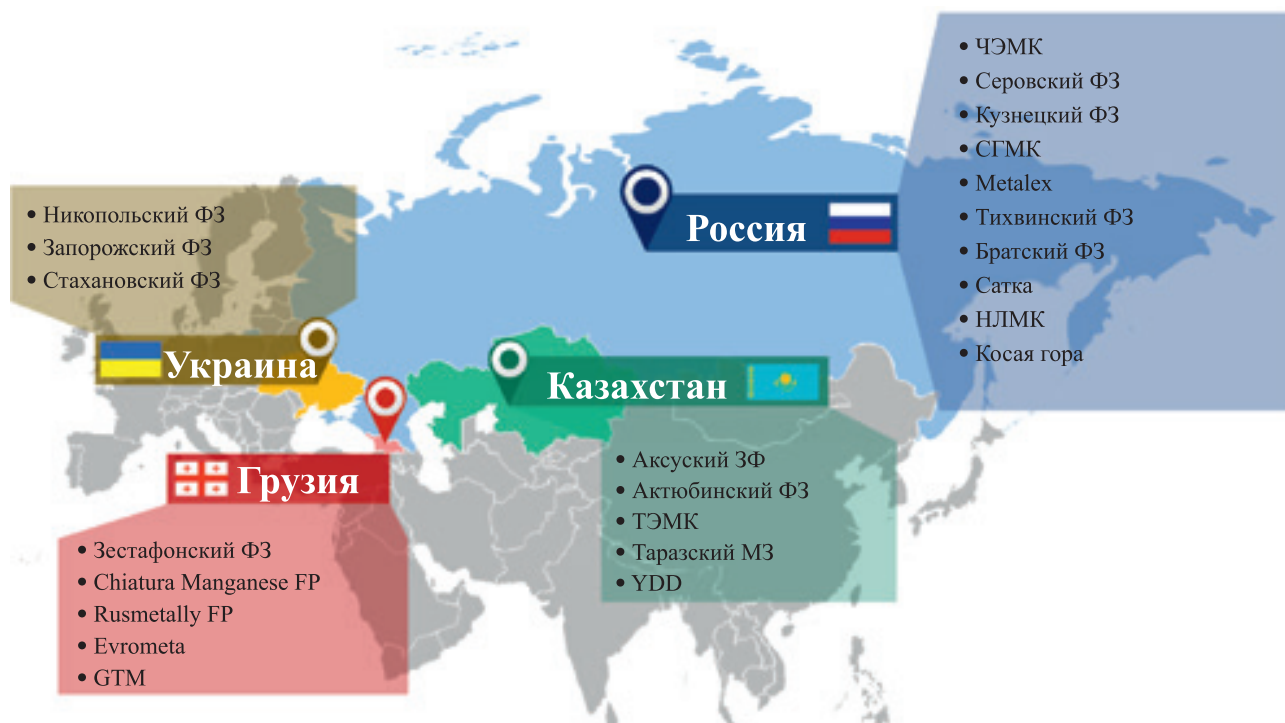 • ЧЭМК
• Серовский ФЗ
• Кузнецкий ФЗ
• СГМК
• Metalex
• Тихвинский ФЗ
• Братский ФЗ
• Сатка
• НЛМК
• Косая гора
Россия
• Никопольский ФЗ
• Запорожский ФЗ
• Стахановский ФЗ
Украина
Казахстан
• Аксуский ЗФ
• Актюбинский ФЗ
• ТЭМК
• Таразский МЗ
• YDD
Грузия
• Зестафонский ФЗ
• Chiatura Manganese FP
• Rusmetally FP
• Evrometa
• GTM